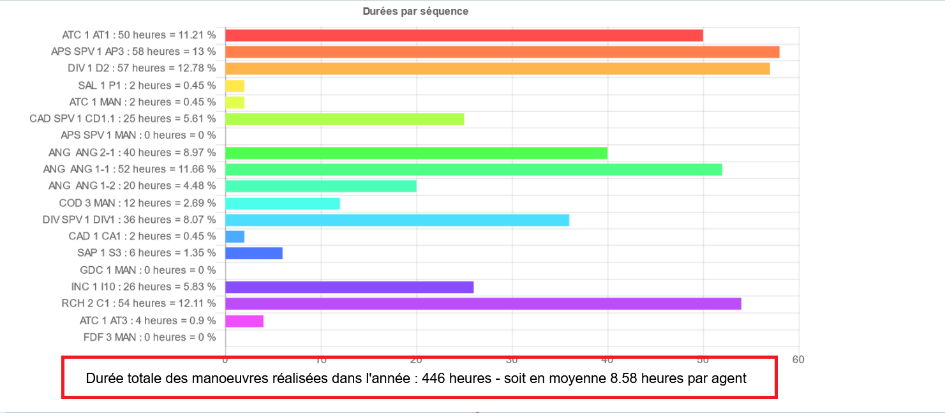 Durées par séquence
ATC 1 AT1 : 50 heures = 11.21 %
APS SPV 1 AP3 : 58 heures = 13 %
DIV 1 D2 : 57 heures = 12.78 %
SAL 1 P1 : 2 heures = 0.45 %
ATC 1 MAN : 2 heures = 0.45 %
CAD SPV 1 CD1.1 : 25 heures = 5.61 %
APS SPV 1 MAN : 0 heures = 0 %
ANG ANG 2-1 : 40 heures = 8.97 %
ANG ANG 1-1 : 52 heures = 11.66 %
ANG ANG 1-2 : 20 heures = 4.48 %
COD 3 MAN : 12 heures = 2.69 %
DIV SPV 1 DIV1 : 36 heures = 8.07 %
CAD 1 CA1 : 2 heures = 0.45 %
SAP 1 S3 : 6 heures = 1.35 %
GDC 1 MAN : 0 heures = 0 %
INC 1 I10 : 26 heures = 5.83 %
RCH 2 C1 : 54 heures = 12.11 %
ATC 1 AT3 : 4 heures = 0.9 %
FDF 3 MAN : 0 heures = 0 %
0 10 20 30 40 50 60
Durée totale des manoeuvres réalisées dans l'année : 446 heures - soit en moyenne 8.58 heures par agent